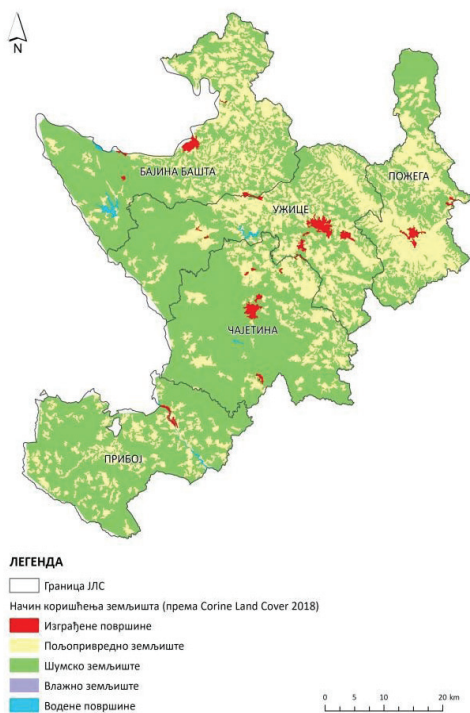 N
БАЈИНА БАШТА
ПОЖЕГА
УЖИЦЕ
ЧАЈЕТИНА
ПРИБОЈ
ЛЕГЕНДА
Граница ЈЛС
Начин коришћења земљишта (према Corine Land Cover 2018)
Изграђене површине
Пољопривредно земљиште
Шумско земљиште
Влажно земљиште
Водене површине
0 5 10 20 km